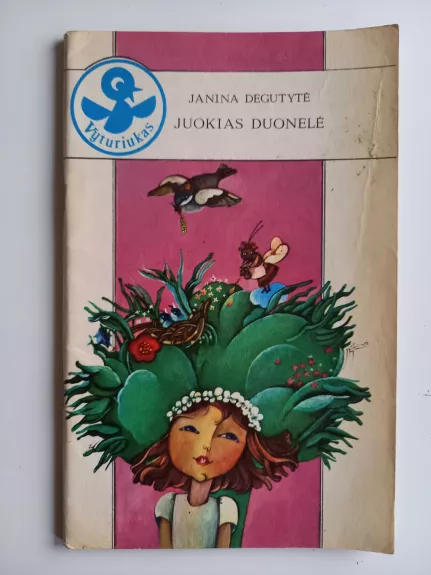 Vyturiukas
JANINA DEGUTYTĖ
JUOKIAS DUONELĖ